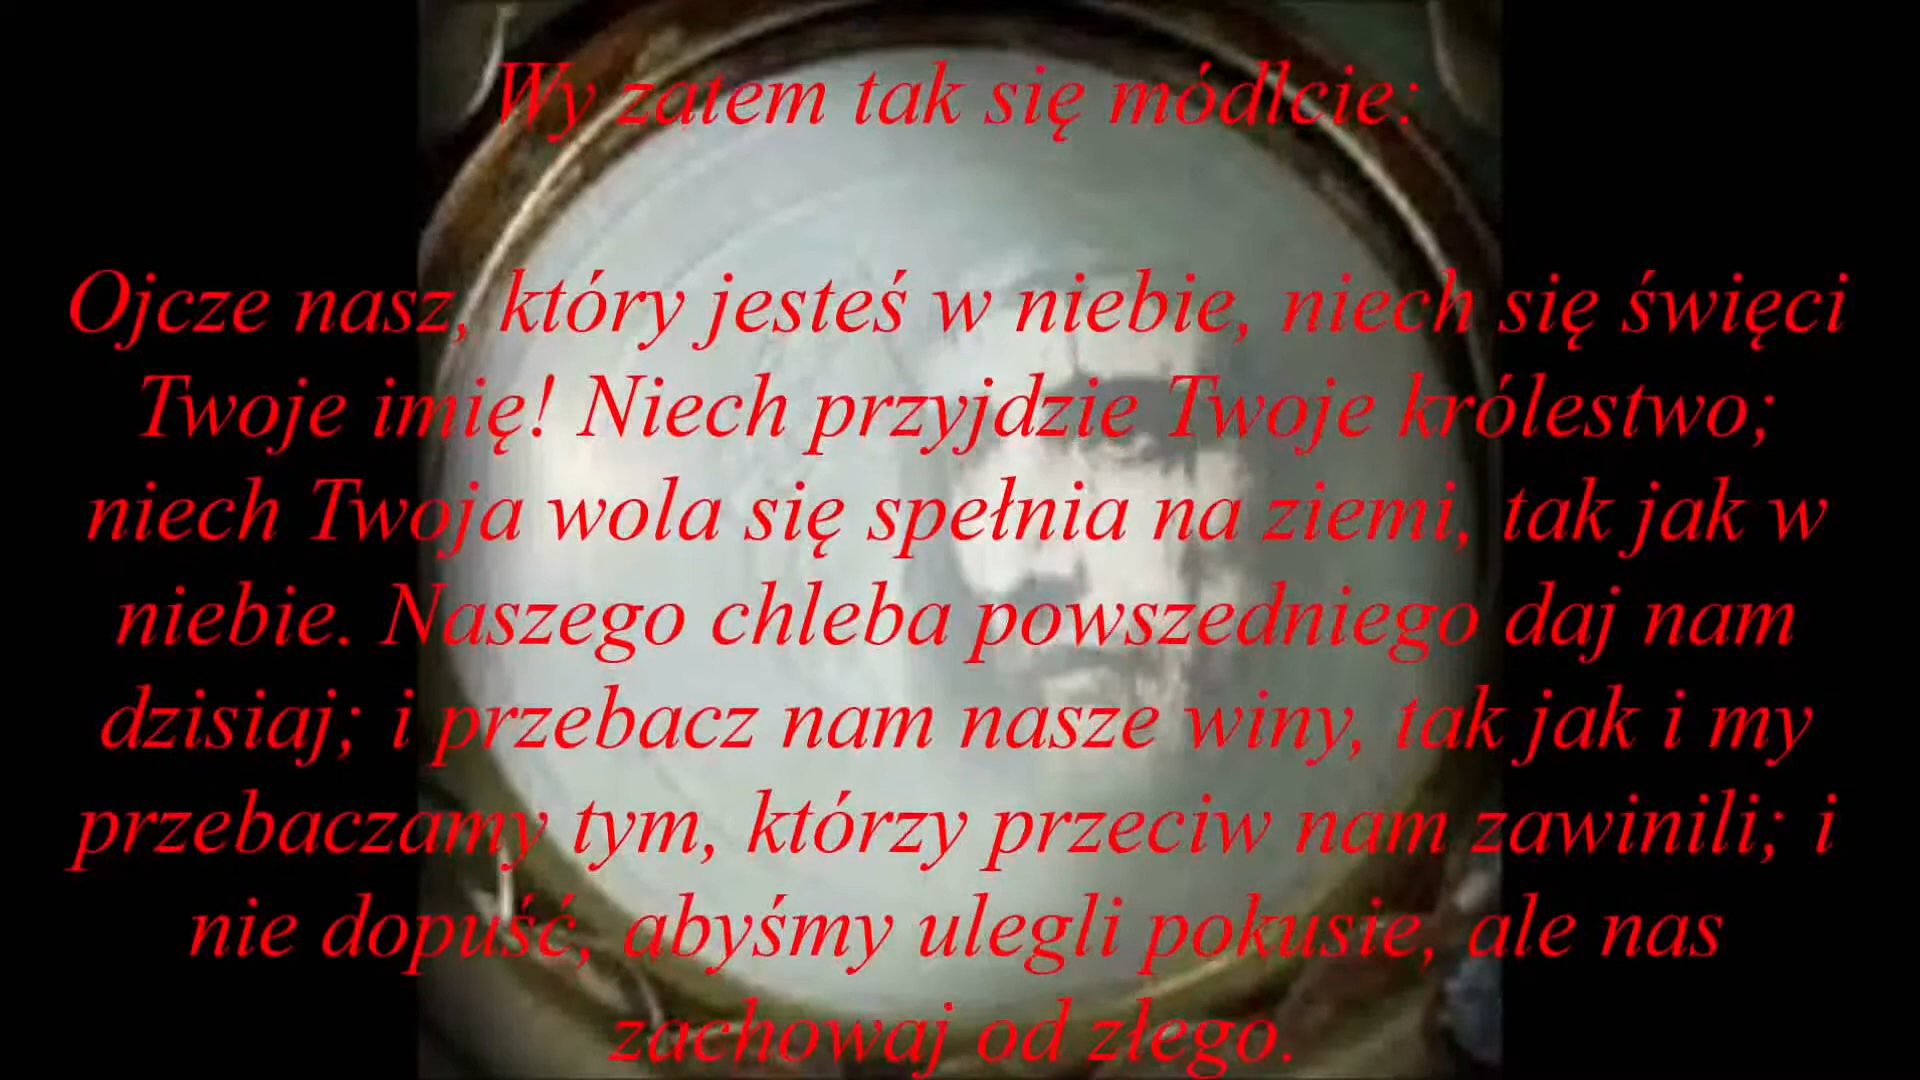 Wy zatem tak się módlcie:
Ojcze nasz, który jesteś w niebie, niech się święci
Twoje imię! Niech przyjdzie Twoje królestwo;
niech Twoja wola się spełnia na ziemi, tak jak w
niebie. Naszego chleba powszedniego daj nam
dzisiaj; i przebacz nam nasze winy, tak jak i my
przebaczamy tym, którzy przeciw nam zawinili; i
nie dopuść, abyśmy ulegli pokusie, ale nas
zachowaj od złego.